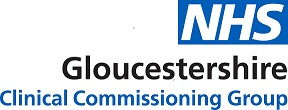 NHS
Gloucestershire
Clinical Commissioning Group